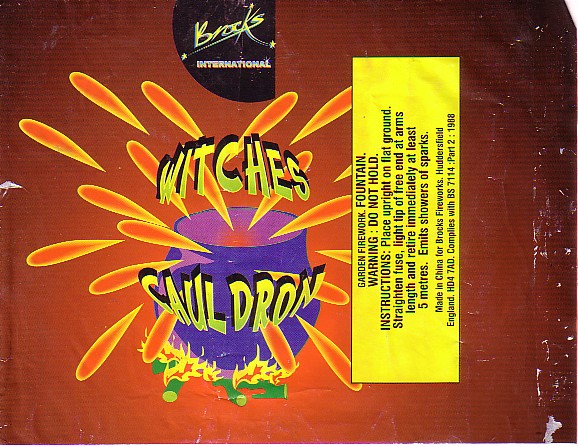 Brocks
INTERNATIONAL
WITCHES
CAULDRON
GARDEN FIREWORK. FOUNTAIN.
WARNING : DO NOT HOLD.
INSTRUCTIONS: Place upright on flat ground.
Straighten fuse, light tip of free end at arms
length and retire immediately at least
5 metres. Emits showers of sparks.
Made in China for Brocks Fireworks. Huddersfield
England. HD4 7AD. Complies with BS 7114 :Part 2 : 1988